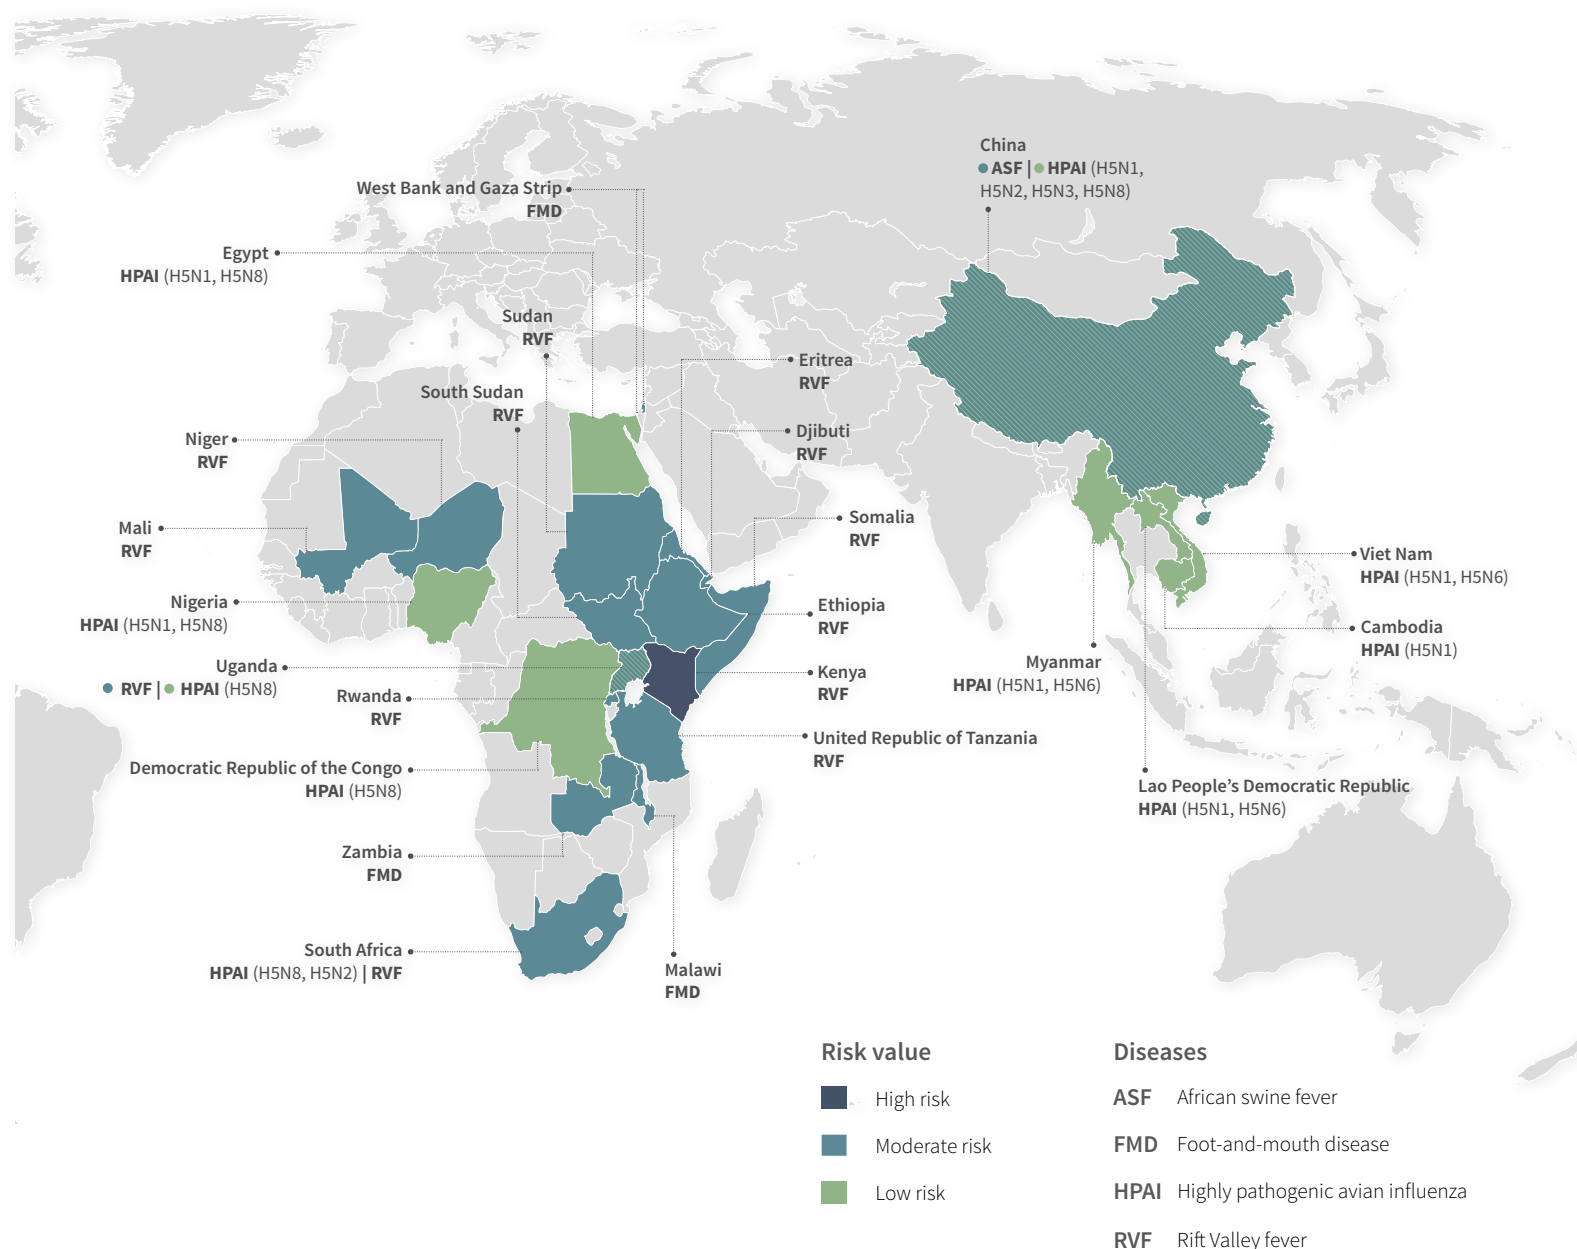 China
ASF | HPAI (H5N1,
H5N2, H5N3, H5N8)
West Bank and Gaza Strip
FMD
Egypt
HPAI (H5N1, H5N8)
Sudan
RVF
Eritrea
RVF
South Sudan
RVF
Djibuti
RVF
Niger
RVF
Somalia
RVF
Mali
RVF
Viet Nam
HPAI (H5N1, H5N6)
Nigeria
HPAI (H5N1, H5N8)
Ethiopia
RVF
Cambodia
HPAI (H5N1)
Uganda
RVF | HPAI (H5N8)
Kenya
RVF
Myanmar
HPAI (H5N1, H5N6)
Rwanda
RVF
United Republic of Tanzania
RVF
Democratic Republic of the Congo
HPAI (H5N8)
Lao People's Democratic Republic
HPAI (H5N1, H5N6)
Zambia
FMD
South Africa
HPAI (H5N8, H5N2) | RVF
Malawi
FMD
Risk value
High risk
Moderate risk
Low risk
Diseases
ASF African swine fever
FMD Foot-and-mouth disease
HPAI Highly pathogenic avian influenza
RVF Rift Valley fever